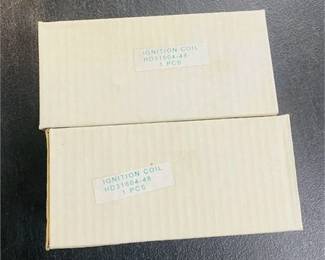 IGNITION COIL
HD31604-48
1 PCS
IGNITION COIL
HD31604-48
1 PCS